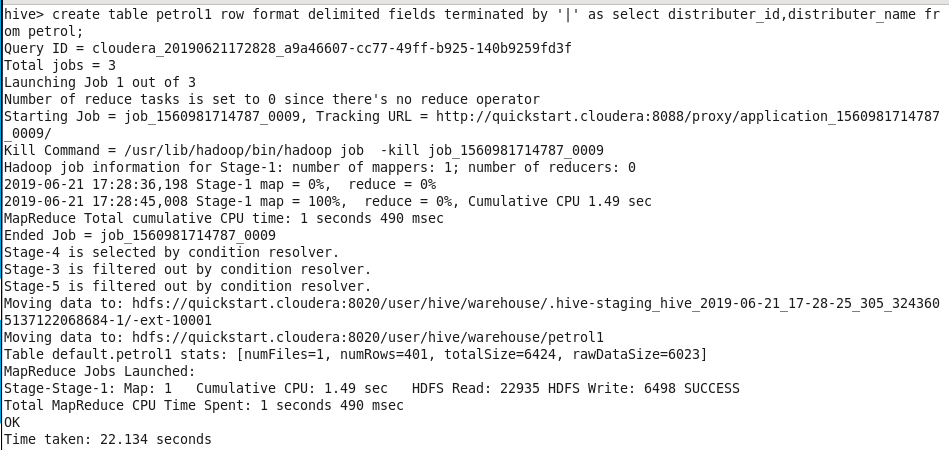 hive> create table petrol1 row format delimited fields terminated by '|' as select distributer_id,distributer_name fr
om petrol;
Query ID = cloudera_20190621172828_a9a46607-cc77-49ff-b925-140b9259fd3f
Total jobs = 3
Launching Job 1 out of 3
Number of reduce tasks is set to 0 since there's no reduce operator
Starting Job = job_1560981714787_0009, Tracking URL = http://quickstart.cloudera:8088/proxy/application_1560981714787
_0009/
Kill Command = /usr/lib/hadoop/bin/hadoop job  -kill job_1560981714787_0009
Hadoop job information for Stage-1: number of mappers: 1; number of reducers: 0
2019-06-21 17:28:36,198 Stage-1 map = 0%,  reduce = 0%
2019-06-21 17:28:45,008 Stage-1 map = 100%,  reduce = 0%, Cumulative CPU 1.49 sec
MapReduce Total cumulative CPU time: 1 seconds 490 msec
Ended Job = job_1560981714787_0009
Stage-4 is selected by condition resolver.
Stage-3 is filtered out by condition resolver.
Stage-5 is filtered out by condition resolver.
Moving data to: hdfs://quickstart.cloudera:8020/user/hive/warehouse/.hive-staging_hive_2019-06-21_17-28-25_305_324360
5137122068684-1/-ext-10001
Moving data to: hdfs://quickstart.cloudera:8020/user/hive/warehouse/petrol1
Table default.petrol1 stats: [numFiles=1, numRows=401, totalSize=6424, rawDataSize=6023]
MapReduce Jobs Launched:
Stage-Stage-1: Map: 1   Cumulative CPU: 1.49 sec   HDFS Read: 22935 HDFS Write: 6498 SUCCESS
Total MapReduce CPU Time Spent: 1 seconds 490 msec
OK
Time taken: 22.134 seconds